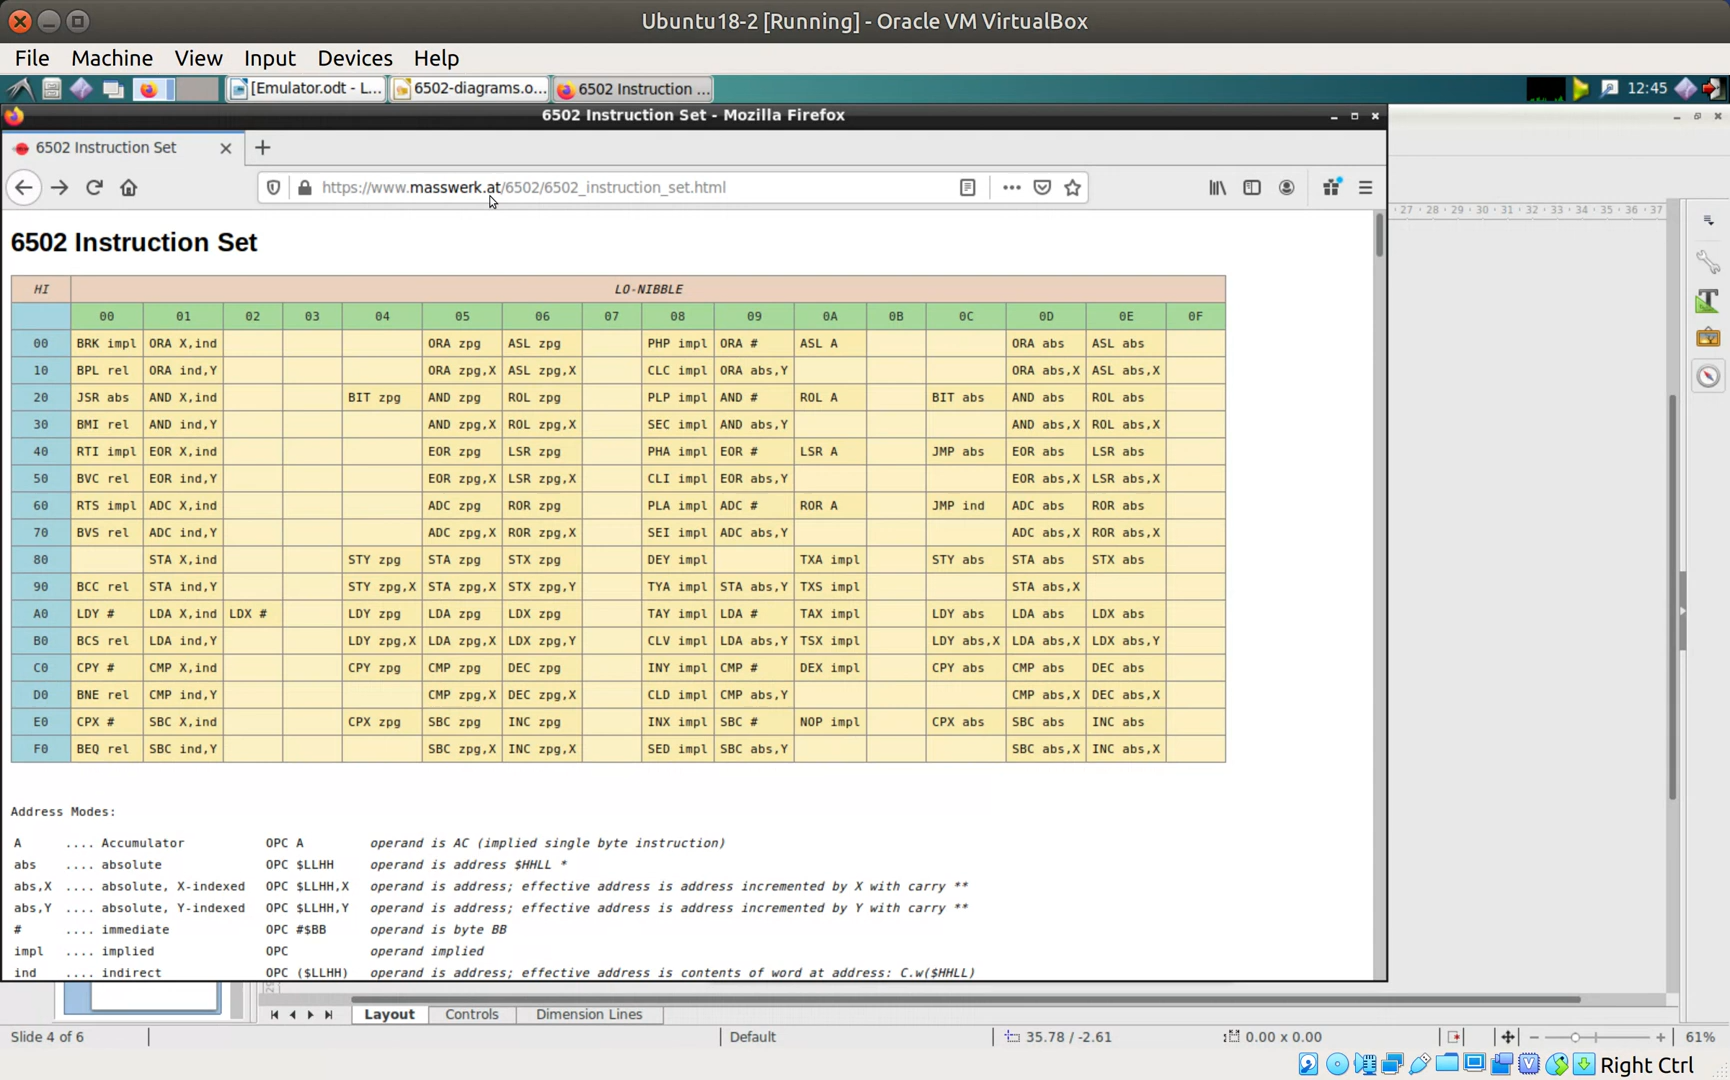 Ubuntu18-2 [Running] - Oracle VM VirtualBox
File Machine View Input Devices Help
[Emulator.odt - L... 6502-diagrams.o... 6502 Instruction ... 12:45
6502 Instruction Set - Mozilla Firefox
6502 Instruction Set
https://www.masswerk.at/6502/6502_instruction_set.html
27 28 29 30 31 32 33 34 35 36 37
6502 Instruction Set
HI LO-NIBBLE
00 01 02 03 04 05 06 07 08 09 0A 0B 0C 0D 0E 0F
00 BRK impl ORA X,ind ORA zpg ASL zpg PHP impl ORA # ASL A ORA abs ASL abs
10 BPL rel ORA ind,Y ORA zpg,X ASL zpg,X CLC impl ORA abs,Y ORA abs,X ASL abs,X
20 JSR abs AND X,ind BIT zpg AND zpg ROL zpg PLP impl AND # ROL A BIT abs AND abs ROL abs
30 BMI rel AND ind,Y AND zpg,X ROL zpg,X SEC impl AND abs,Y AND abs,X ROL abs,X
40 RTI impl EOR X,ind EOR zpg LSR zpg PHA impl EOR # LSR A JMP abs EOR abs LSR abs
50 BVC rel EOR ind,Y EOR zpg,X LSR zpg,X CLI impl EOR abs,Y EOR abs,X LSR abs,X
60 RTS impl ADC X,ind ADC zpg ROR zpg PLA impl ADC # ROR A JMP ind ADC abs ROR abs
70 BVS rel ADC ind,Y ADC zpg,X ROR zpg,X SEI impl ADC abs,Y ADC abs,X ROR abs,X
80 STA X,ind STY zpg STA zpg STX zpg DEY impl TXA impl STY abs STA abs STX abs
90 BCC rel STA ind,Y STY zpg,X STA zpg,X STX zpg,Y TYA impl STA abs,Y TXS impl STA abs,X
A0 LDY # LDA X,ind LDX # LDY zpg LDA zpg LDX zpg TAY impl LDA # TAX impl LDY abs LDA abs LDX abs
B0 BCS rel LDA ind,Y LDY zpg,X LDA zpg,X LDX zpg,Y CLV impl LDA abs,Y TSX impl LDY abs,X LDA abs,X LDX abs,Y
C0 CPY # CMP X,ind CPY zpg CMP zpg DEC zpg INY impl CMP # DEX impl CPY abs CMP abs DEC abs
D0 BNE rel CMP ind,Y CMP zpg,X DEC zpg,X CLD impl CMP abs,Y CMP abs,X DEC abs,X
E0 CPX # SBC X,ind CPX zpg SBC zpg INC zpg INX impl SBC # NOP impl CPX abs SBC abs INC abs
F0 BEQ rel SBC ind,Y SBC zpg,X INC zpg,X SED impl SBC abs,Y SBC abs,X INC abs,X
Address Modes:
A .... Accumulator OPC A operand is AC (implied single byte instruction)
abs .... absolute OPC $LLHH operand is address $HHLL *
abs,X .... absolute, X-indexed OPC $LLHH,X operand is address; effective address is address incremented by X with carry **
abs,Y .... absolute, Y-indexed OPC $LLHH,Y operand is address; effective address is address incremented by Y with carry **
# .... immediate OPC #$BB operand is byte BB
impl .... implied OPC operand implied
ind .... indirect OPC ($LLHH) operand is address; effective address is contents of word at address: C.w($HHLL)
Layout Controls Dimension Lines
Slide 4 of 6 Default 35.78 / -2.61 0.00 x 0.00 61%
Right Ctrl